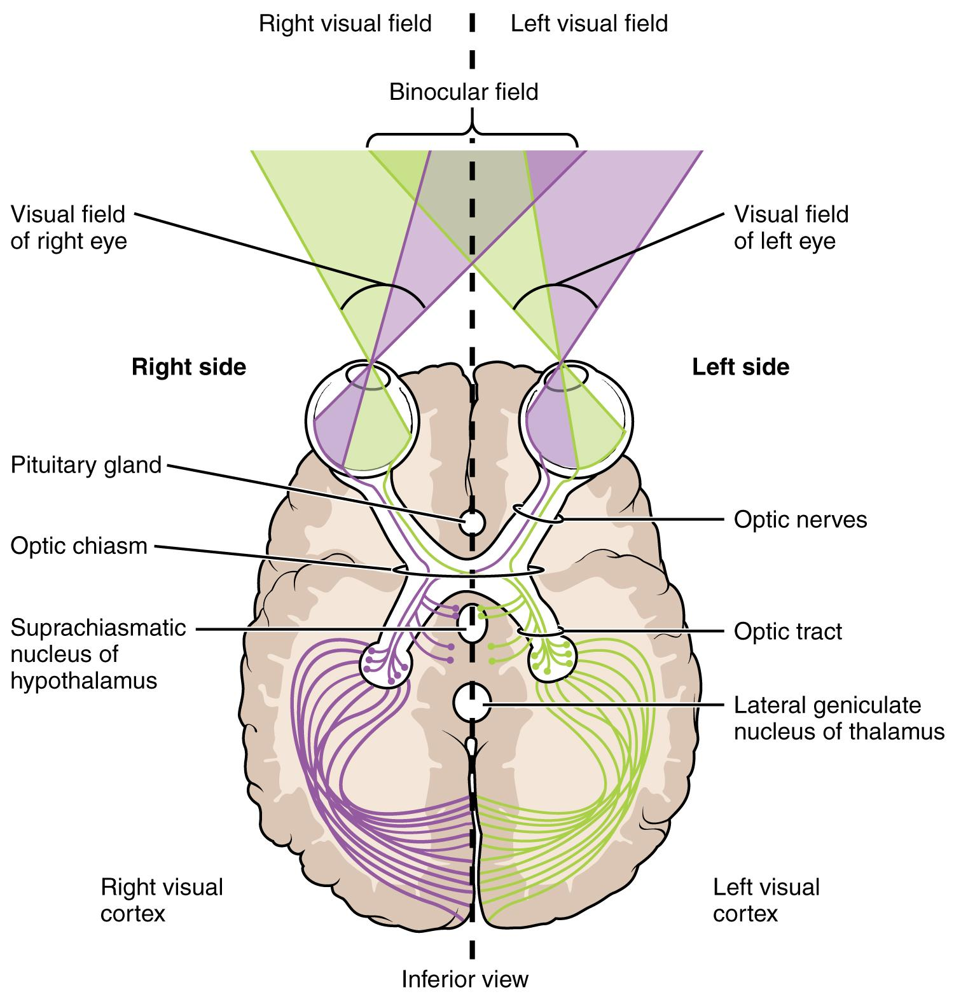 Right visual field
Left visual field
Binocular field
Visual field
of right eye
Visual field
of left eye
Right side
Left side
Pituitary gland
Optic nerves
Optic chiasm
Suprachiasmatic
nucleus of
hypothalamus
Optic tract
Lateral geniculate
nucleus of thalamus
Right visual
cortex
Left visual
cortex
Inferior view